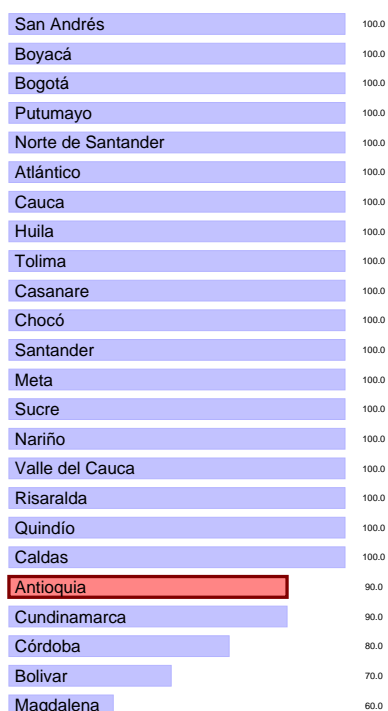 San Andrés 100.0
Boyacá 100.0
Bogotá 100.0
Putumayo 100.0
Norte de Santander 100.0
Atlántico 100.0
Cauca 100.0
Huila 100.0
Tolima 100.0
Casanare 100.0
Chocó 100.0
Santander 100.0
Meta 100.0
Sucre 100.0
Nariño 100.0
Valle del Cauca 100.0
Risaralda 100.0
Quindío 100.0
Caldas 100.0
Antioquia 90.0
Cundinamarca 90.0
Córdoba 80.0
Bolivar 70.0
Magdalena 60.0